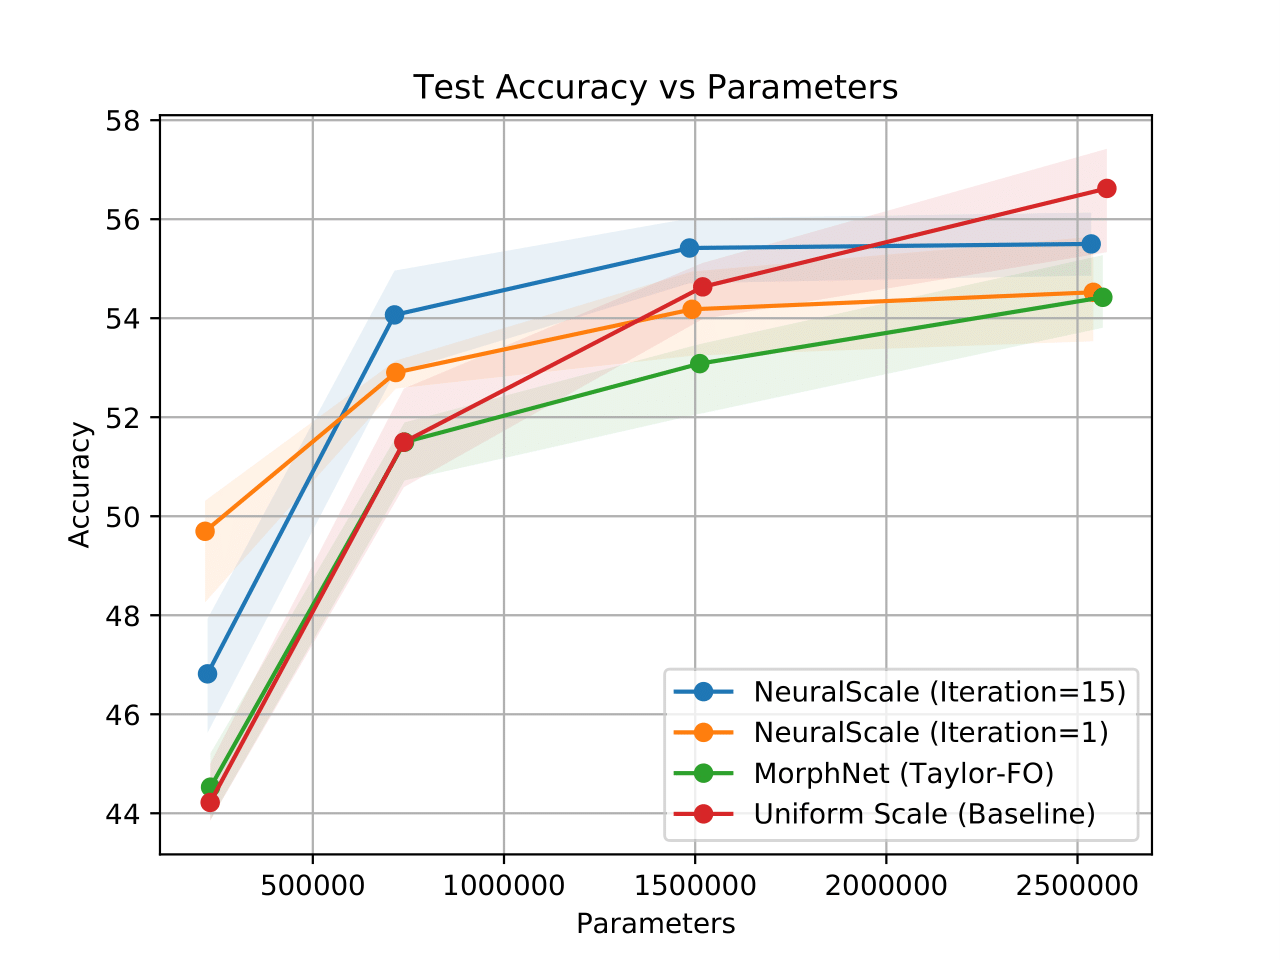 Test Accuracy vs Parameters
58
56
54
52
50
48
46
44
Accuracy
NeuralScale (Iteration=15)
NeuralScale (Iteration=1)
MorphNet (Taylor-FO)
Uniform Scale (Baseline)
500000 1000000 1500000 2000000 2500000
Parameters